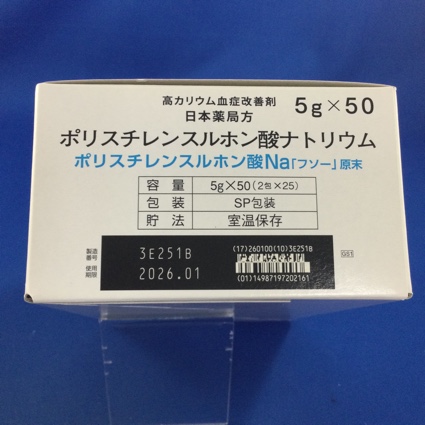 高カリウム血症改善剤
日本薬局方
5g×50
ポリスチレンスルホン酸ナトリウム
ポリスチレンスルホン酸Na「フソー」原末
容量 5g×50(2包×25)
包装 SP包装
貯法 室温保存
製造番号 3E251B
使用期限 2026.01
(17)260100(10)3E251B
(01)14987197202161
GS1